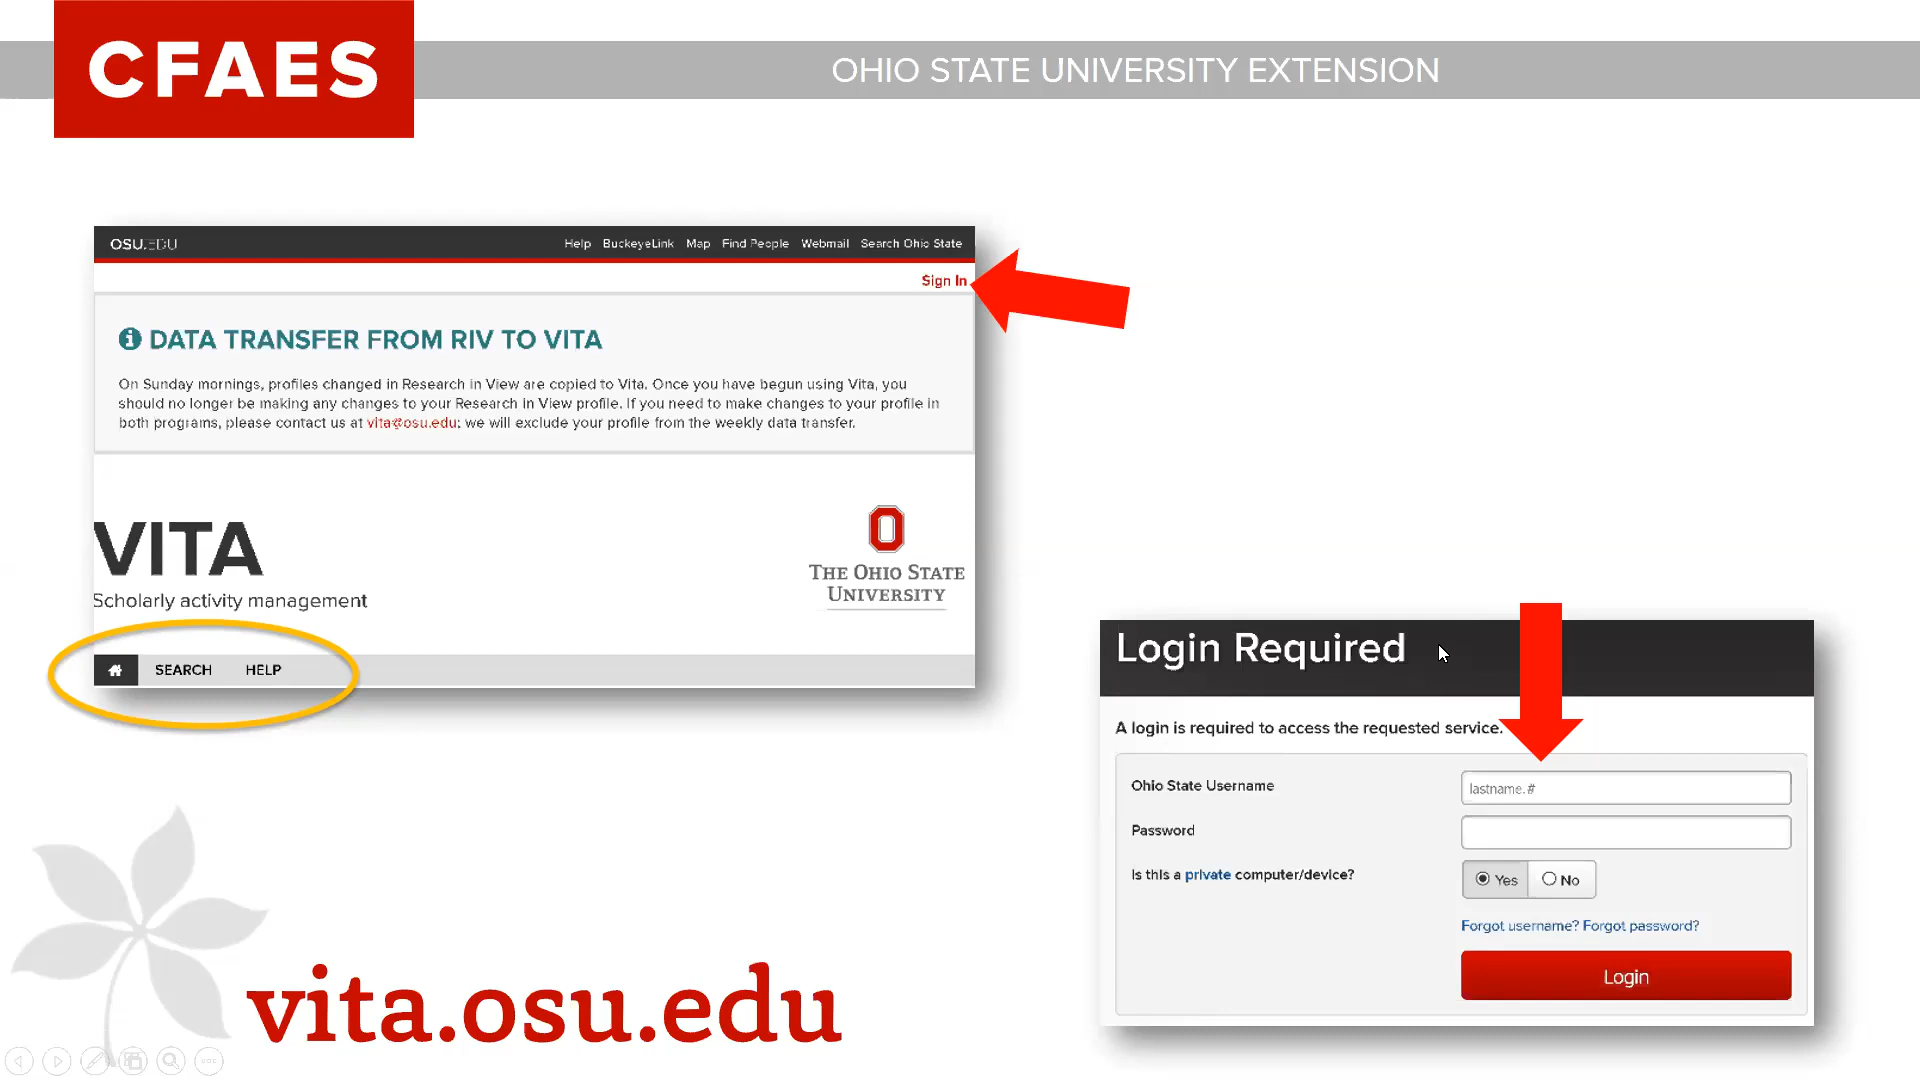 CFAES
OHIO STATE UNIVERSITY EXTENSION
OSU.EDU
Help BuckeyeLink Map Find People Webmail Search Ohio State
Sign In
DATA TRANSFER FROM RIV TO VITA
On Sunday mornings, profiles changed in Research in View are copied to Vita. Once you have begun using Vita, you
should no longer be making any changes to your Research in View profile. If you need to make changes to your profile in
both programs, please contact us at vita@osu.edu; we will exclude your profile from the weekly data transfer.
VITA
Scholarly activity management
THE OHIO STATE
UNIVERSITY
SEARCH HELP
Login Required
A login is required to access the requested service.
Ohio State Username
lastname.#
Password
Is this a private computer/device?
Yes No
Forgot username? Forgot password?
Login
vita.osu.edu